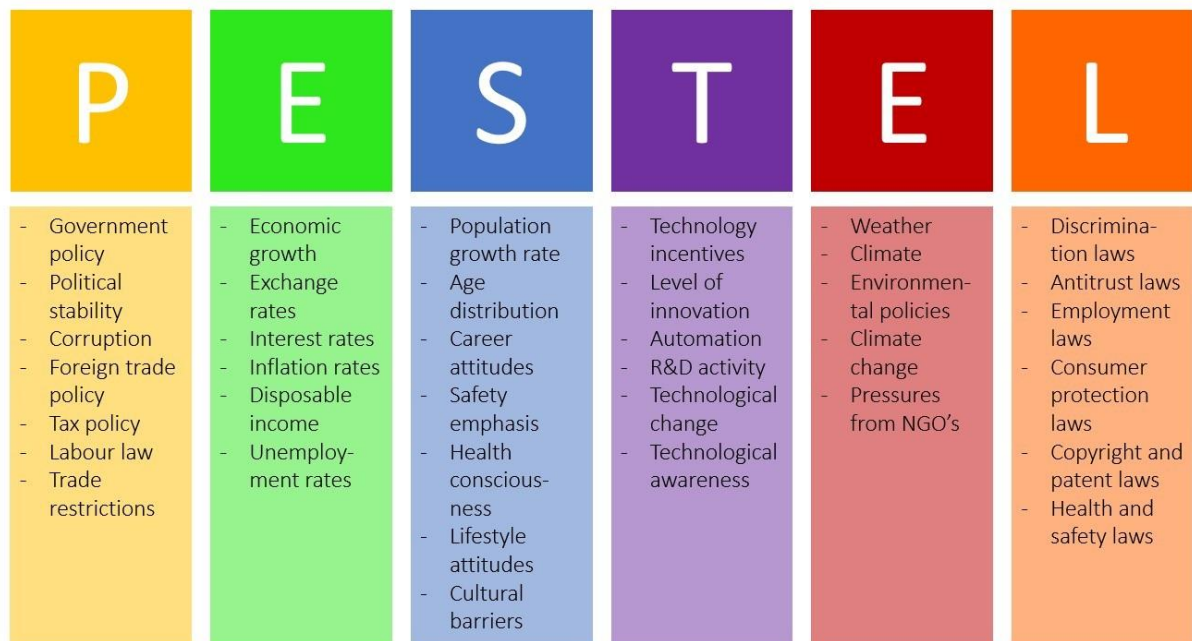 P
- Government
policy
- Political
stability
- Corruption
- Foreign trade
policy
- Tax policy
- Labour law
- Trade
restrictions
E
- Economic
growth
- Exchange
rates
- Interest rates
- Inflation rates
- Disposable
income
- Unemploy-
ment rates
S
- Population
growth rate
- Age
distribution
- Career
attitudes
- Safety
emphasis
- Health
conscious-
ness
- Lifestyle
attitudes
- Cultural
barriers
T
- Technology
incentives
- Level of
innovation
- Automation
- R&D activity
- Technological
change
- Technological
awareness
E
- Weather
- Climate
- Environmen-
tal policies
- Climate
change
- Pressures
from NGO’s
L
- Discrimina-
tion laws
- Antitrust laws
- Employment
laws
- Consumer
protection
laws
- Copyright and
patent laws
- Health and
safety laws